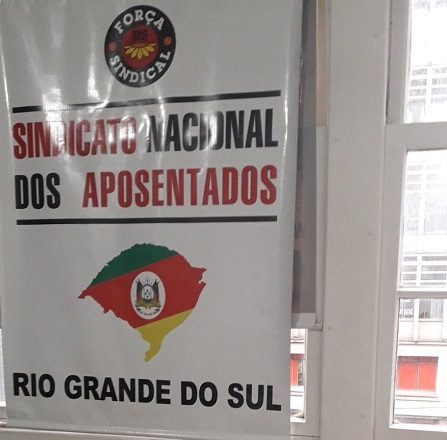 FORÇA
RS
SINDICAL
SINDICATO NACIONAL
DOS APOSENTADOS
RIO GRANDE DO SUL